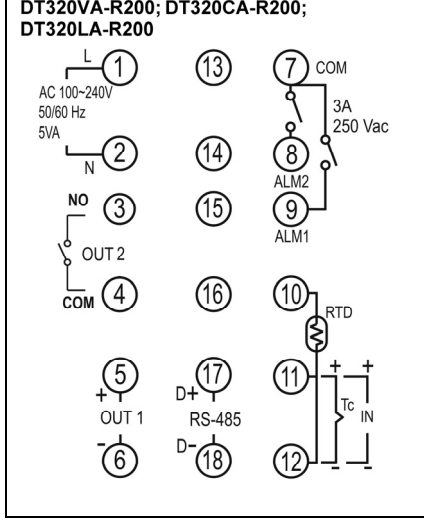 DT320VA-R200; DT320CA-R200;
DT320LA-R200
L 1 13 7 COM
AC 100~240V
50/60 Hz
5VA
3A
250 Vac
N 2 14 8
ALM2
NO 3 15 9
ALM1
OUT 2
COM 4 16 10
RTD
5 17 11 + +
+ D+
OUT 1 RS-485 Tc IN
- D-
6 18 12 - -